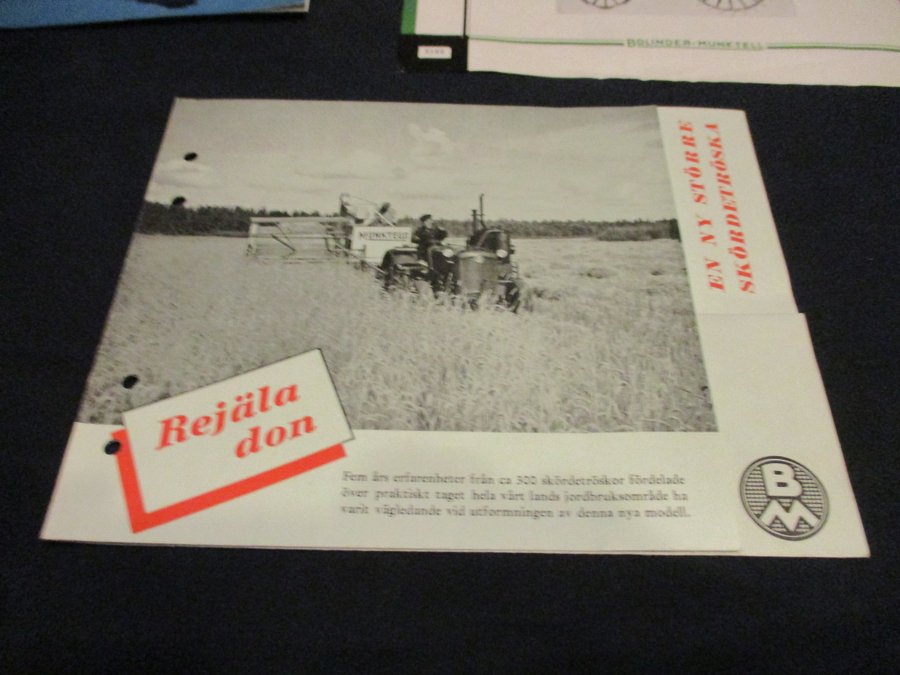 BOLINDER-MUNKTELL
EN NY STÖRRE
SKÖRDETRÖSKA
MUNKTELL
Rejäla
don
Fem års erfarenheter från ca 300 skördetröskor fördelade
över praktiskt taget hela vårt lands jordbruksområde ha
varit vägledande vid utformningen av denna nya modell.
BM